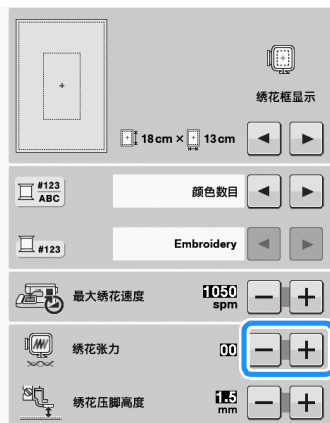 绣花框显示
18cm × 13cm
#123
ABC
颜色数目
#123
Embroidery
最大绣花速度
1050
spm
绣花张力
00
绣花压脚高度
1.5
mm